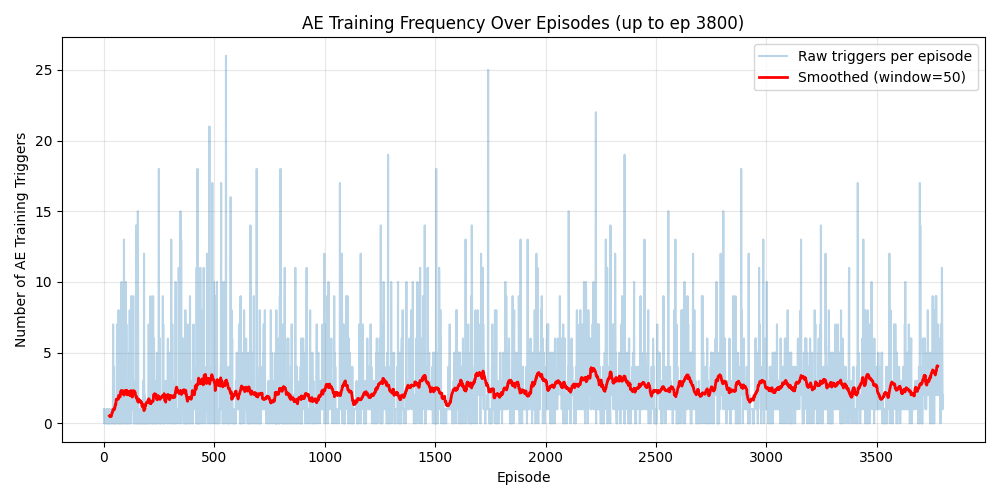 AE Training Frequency Over Episodes (up to ep 3800)
Raw triggers per episode
Smoothed (window=50)
Number of AE Training Triggers
25
20
15
10
5
0
0 500 1000 1500 2000 2500 3000 3500
Episode